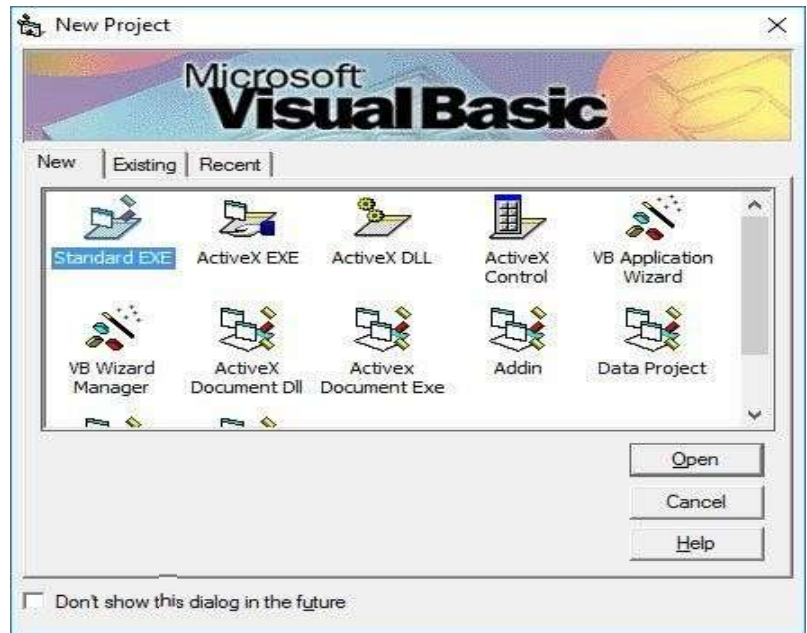 New Project
Microsoft
Visual Basic
New Existing Recent
Standard EXE ActiveX EXE ActiveX DLL ActiveX Control VB Application Wizard
VB Wizard Manager ActiveX Document Dll Activex Document Exe Addin Data Project
Open
Cancel
Help
Don't show this dialog in the future